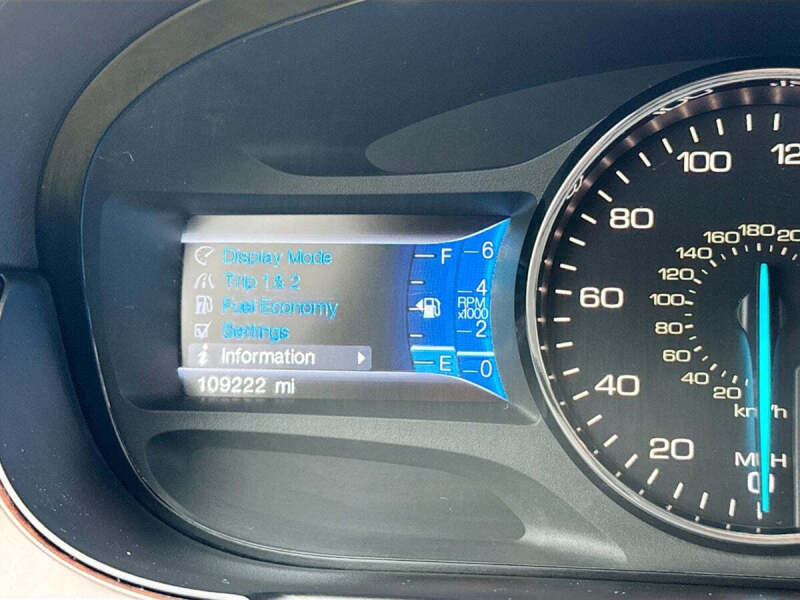 Display Mode
Trip 1 & 2
Fuel Economy
Settings
i Information
109222 mi
F
E
6
4
RPM
x1000
2
0
100
80
60
40
20
MPH
0
180
160
140
120
100
80
60
40
20
km/h